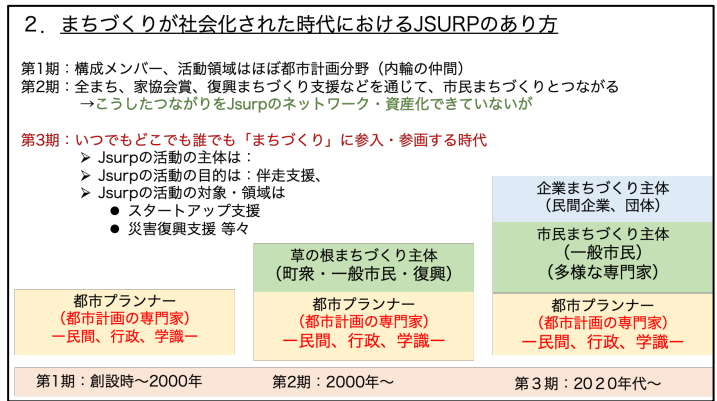 ２．まちづくりが社会化された時代におけるJSURPのあり方
第1期：構成メンバー、活動領域はほぼ都市計画分野（内輪の仲間）
第2期：全まち、家協会賞、復興まちづくり支援などを通じて、市民まちづくりとつながる
→こうしたつながりをJsurpのネットワーク・資産化できていないが
第3期：いつでもどこでも誰でも「まちづくり」に参入・参画する時代
➢ Jsurpの活動の主体は：
➢ Jsurpの活動の目的は：伴走支援、
➢ Jsurpの活動の対象・領域は
● スタートアップ支援
● 災害復興支援 等々
都市プランナー
（都市計画の専門家）
ー民間、行政、学識ー
第1期：創設時〜2000年
草の根まちづくり主体
（町衆・一般市民・復興）
都市プランナー
（都市計画の専門家）
ー民間、行政、学識ー
第2期：2000年〜
企業まちづくり主体
（民間企業、団体）
市民まちづくり主体
（一般市民）
（多様な専門家）
都市プランナー
（都市計画の専門家）
ー民間、行政、学識ー
第３期：2０２０年代〜